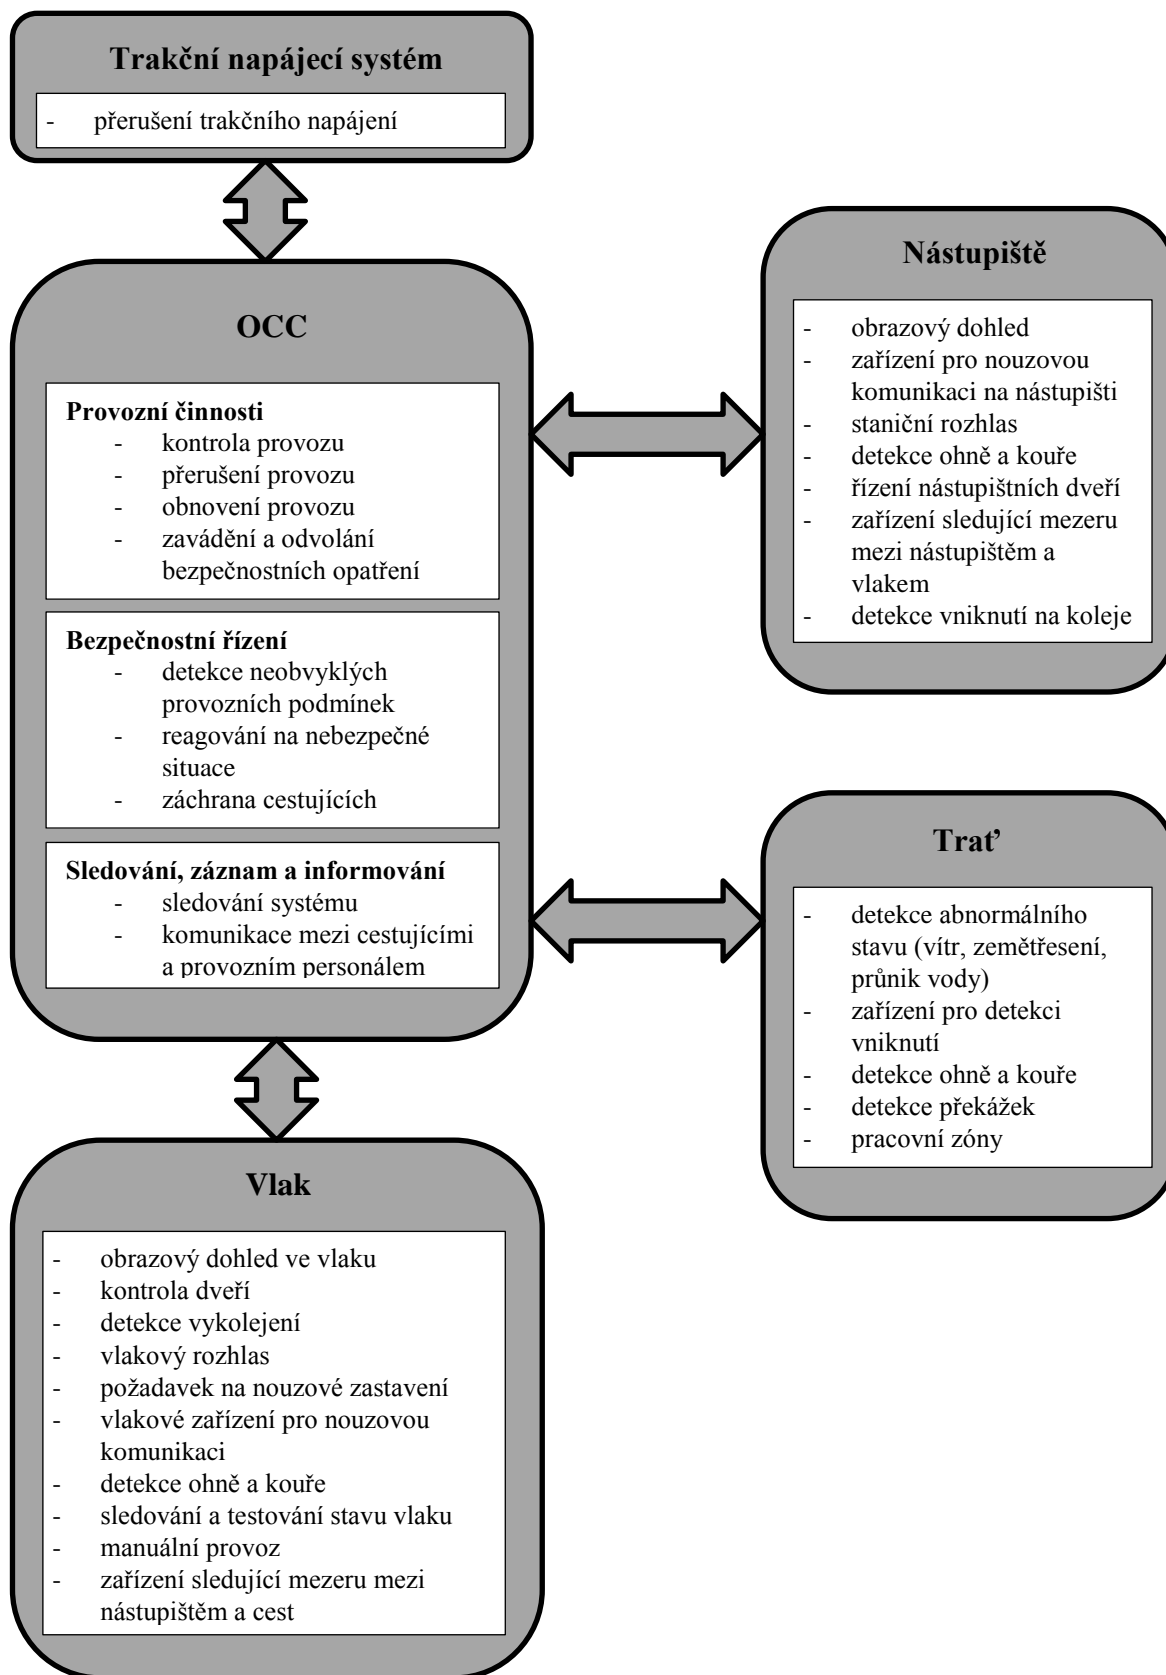 Trakční napájecí systém
- přerušení trakčního napájení
OCC
Provozní činnosti
- kontrola provozu
- přerušení provozu
- obnovení provozu
- zavádění a odvolání
bezpečnostních opatření
Bezpečnostní řízení
- detekce neobvyklých
provozních podmínek
- reagování na nebezpečné
situace
- záchrana cestujících
Sledování, záznam a informování
- sledování systému
- komunikace mezi cestujícími
a provozním personálem
Nástupiště
- obrazový dohled
- zařízení pro nouzovou
komunikaci na nástupišti
- staniční rozhlas
- detekce ohně a kouře
- řízení nástupištních dveří
- zařízení sledující mezeru
mezi nástupištěm a
vlakem
- detekce vniknutí na koleje
Trať
- detekce abnormálního
stavu (vítr, zemětřesení,
průnik vody)
- zařízení pro detekci
vniknutí
- detekce ohně a kouře
- detekce překážek
- pracovní zóny
Vlak
- obrazový dohled ve vlaku
- kontrola dveří
- detekce vykolejení
- vlakový rozhlas
- požadavek na nouzové zastavení
- vlakové zařízení pro nouzovou
komunikaci
- detekce ohně a kouře
- sledování a testování stavu vlaku
- manuální provoz
- zařízení sledující mezeru mezi
nástupištěm a cest